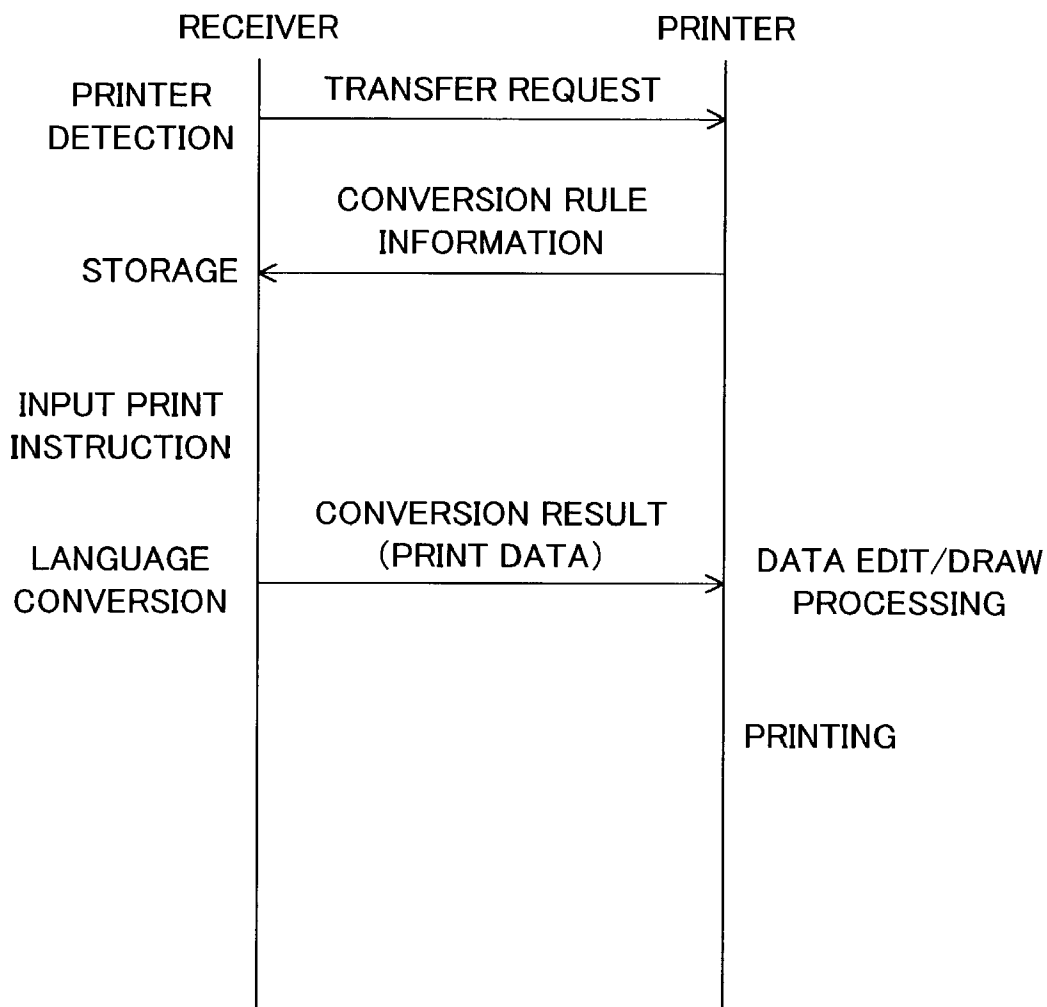 RECEIVER
PRINTER
PRINTER
DETECTION
TRANSFER REQUEST
CONVERSION RULE
INFORMATION
STORAGE
INPUT PRINT
INSTRUCTION
CONVERSION RESULT
(PRINT DATA)
LANGUAGE
CONVERSION
DATA EDIT/DRAW
PROCESSING
PRINTING